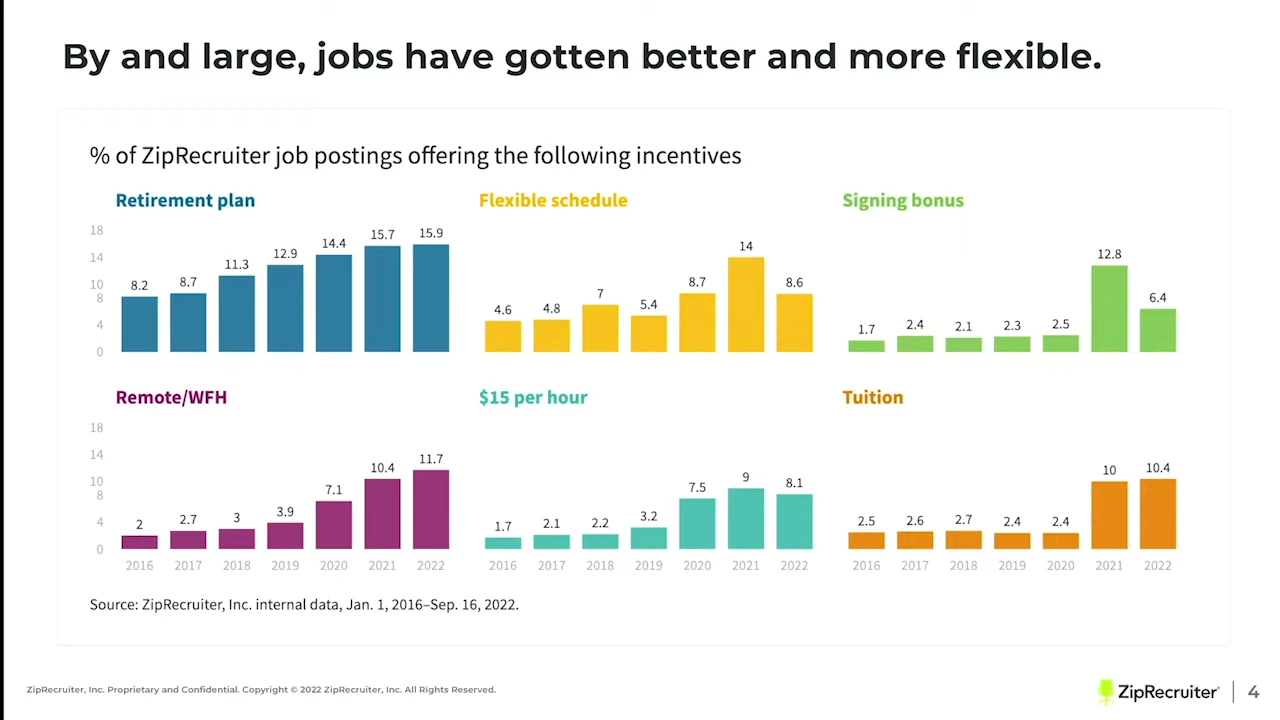 By and large, jobs have gotten better and more flexible.
% of ZipRecruiter job postings offering the following incentives
Retirement plan
18
14
10
8
4
0
8.2 8.7 11.3 12.9 14.4 15.7 15.9
Flexible schedule
4.6 4.8 7 5.4 8.7 14 8.6
Signing bonus
1.7 2.4 2.1 2.3 2.5 12.8 6.4
Remote/WFH
18
14
10
8
4
0
2 2.7 3 3.9 7.1 10.4 11.7
2016 2017 2018 2019 2020 2021 2022
$15 per hour
1.7 2.1 2.2 3.2 7.5 9 8.1
2016 2017 2018 2019 2020 2021 2022
Tuition
2.5 2.6 2.7 2.4 2.4 10 10.4
2016 2017 2018 2019 2020 2021 2022
Source: ZipRecruiter, Inc. internal data, Jan. 1, 2016–Sep. 16, 2022.
ZipRecruiter, Inc. Proprietary and Confidential. Copyright © 2022 ZipRecruiter, Inc. All Rights Reserved.
ZipRecruiter
4